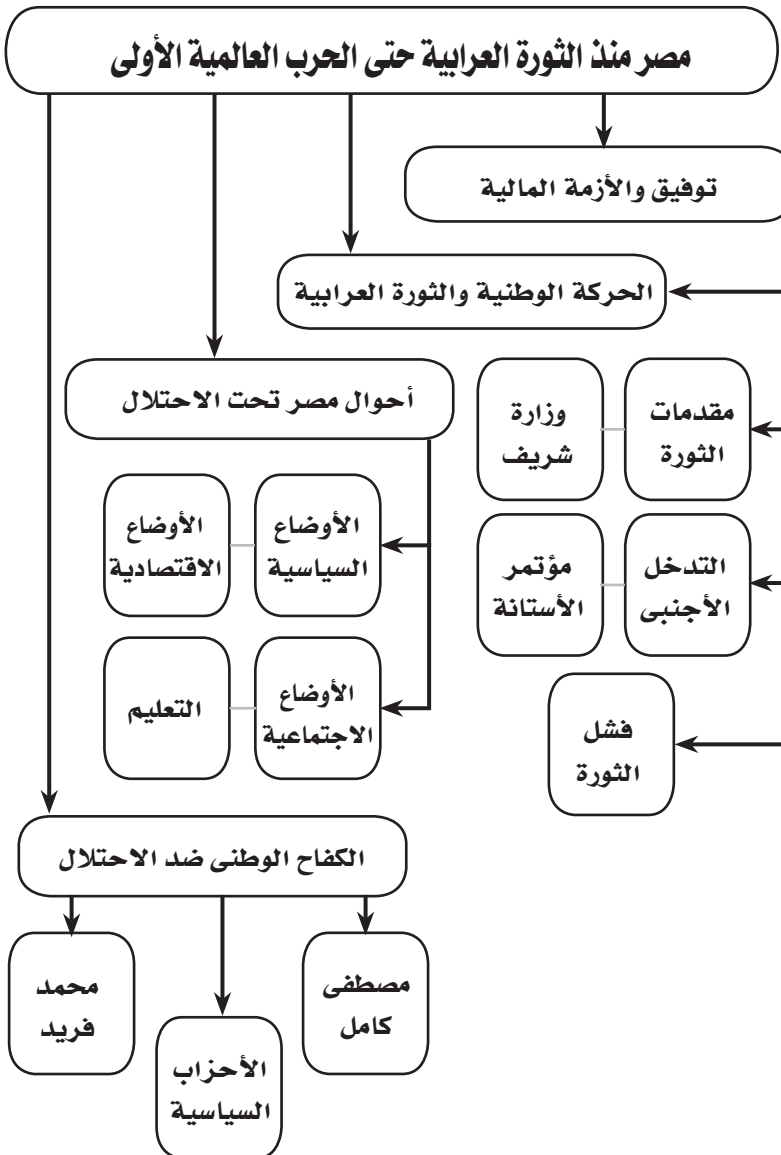 مصر منذ الثورة العرابية حتى الحرب العالمية الأولى
توفيق والأزمة المالية
الحركة الوطنية والثورة العرابية
مقدمات
الثورة
وزارة
شريف
التدخل
الأجنبى
مؤتمر
الأستانة
فشل
الثورة
أحوال مصر تحت الاحتلال
الأوضاع
السياسية
الأوضاع
الاقتصادية
الأوضاع
الاجتماعية
التعليم
الكفاح الوطنى ضد الاحتلال
مصطفى
كامل
الأحزاب
السياسية
محمد
فريد